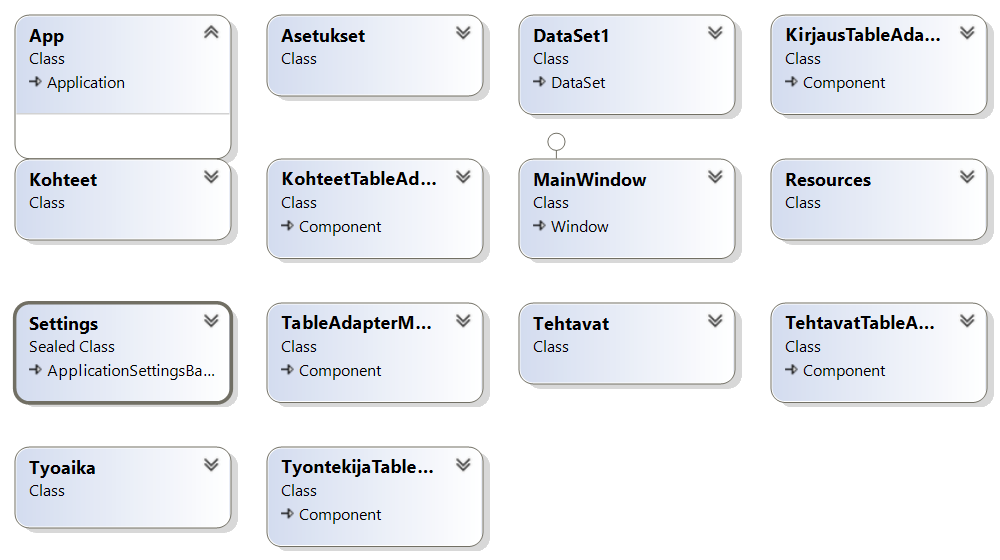 App
Class
Application
Asetukset
Class
DataSet1
Class
DataSet
KirjausTableAda...
Class
Component
Kohteet
Class
KohteetTableAd...
Class
Component
MainWindow
Class
Window
Resources
Class
Settings
Sealed Class
ApplicationSettingsBa...
TableAdapterM...
Class
Component
Tehtavat
Class
TehtavatTableA...
Class
Component
Tyoaika
Class
TyontekijaTable...
Class
Component